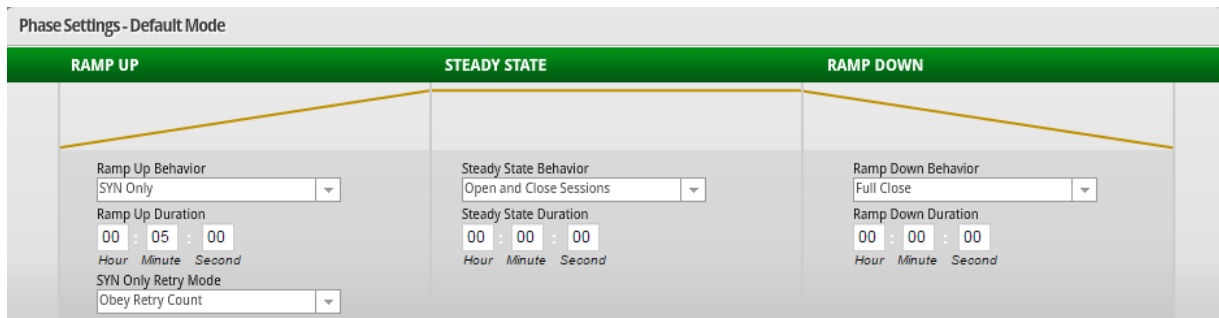 Phase Settings - Default Mode
RAMP UP STEADY STATE RAMP DOWN
Ramp Up Behavior
SYN Only
Ramp Up Duration
00 : 05 : 00
Hour Minute Second
SYN Only Retry Mode
Obey Retry Count
Steady State Behavior
Open and Close Sessions
Steady State Duration
00 : 00 : 00
Hour Minute Second
Ramp Down Behavior
Full Close
Ramp Down Duration
00 : 00 : 00
Hour Minute Second